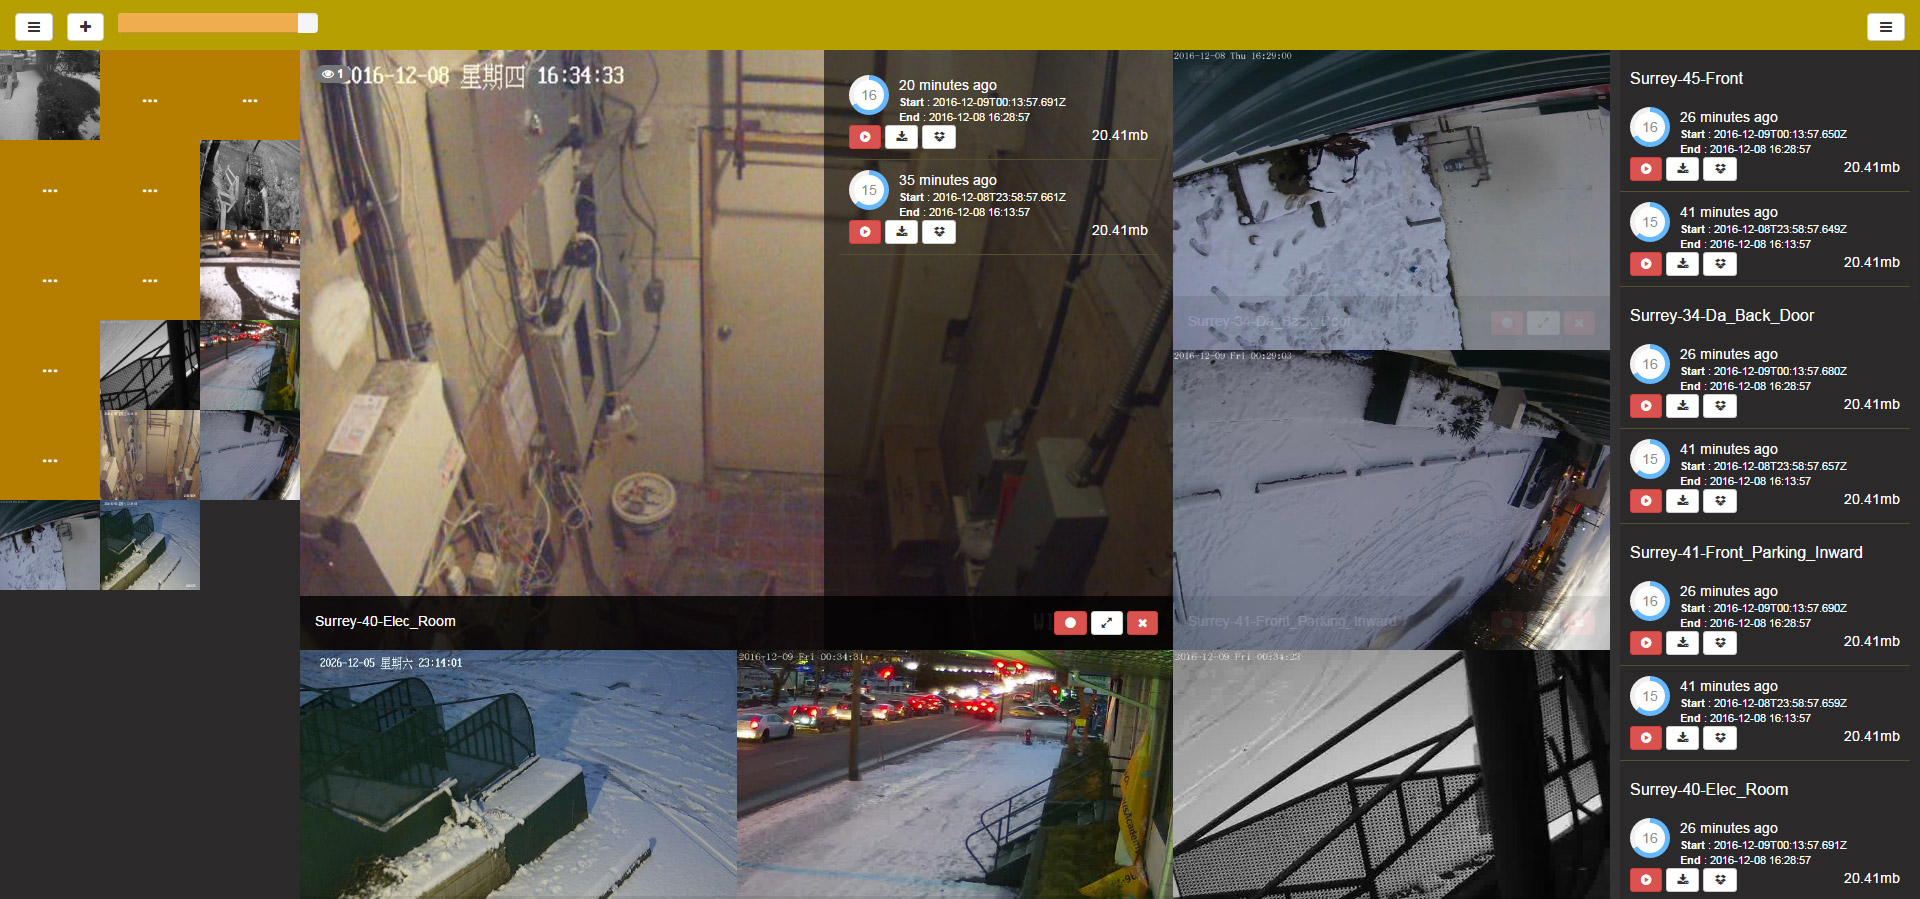 1
2016-12-08 星期四 16:34:33
16
20 minutes ago
Start : 2016-12-09T00:13:57.691Z
End : 2016-12-08 16:28:57
20.41mb
15
35 minutes ago
Start : 2016-12-08T23:58:57.661Z
End : 2016-12-08 16:13:57
20.41mb
Surrey-40-Elec_Room
2016-12-08 Thu 16:29:00
Surrey-34-Da_Back_Door
2016-12-09 Fri 00:29:03
Surrey-41-Front_Parking_Inward
2026-12-05 星期六 23:14:01
2016-12-09 Fri 00:34:31
2016-12-09 Fri 00:34:23
Surrey-45-Front
16
26 minutes ago
Start : 2016-12-09T00:13:57.650Z
End : 2016-12-08 16:28:57
20.41mb
15
41 minutes ago
Start : 2016-12-08T23:58:57.649Z
End : 2016-12-08 16:13:57
20.41mb
Surrey-34-Da_Back_Door
16
26 minutes ago
Start : 2016-12-09T00:13:57.680Z
End : 2016-12-08 16:28:57
20.41mb
15
41 minutes ago
Start : 2016-12-08T23:58:57.657Z
End : 2016-12-08 16:13:57
20.41mb
Surrey-41-Front_Parking_Inward
16
26 minutes ago
Start : 2016-12-09T00:13:57.690Z
End : 2016-12-08 16:28:57
20.41mb
15
41 minutes ago
Start : 2016-12-08T23:58:57.659Z
End : 2016-12-08 16:13:57
20.41mb
Surrey-40-Elec_Room
16
26 minutes ago
Start : 2016-12-09T00:13:57.691Z
End : 2016-12-08 16:28:57
20.41mb